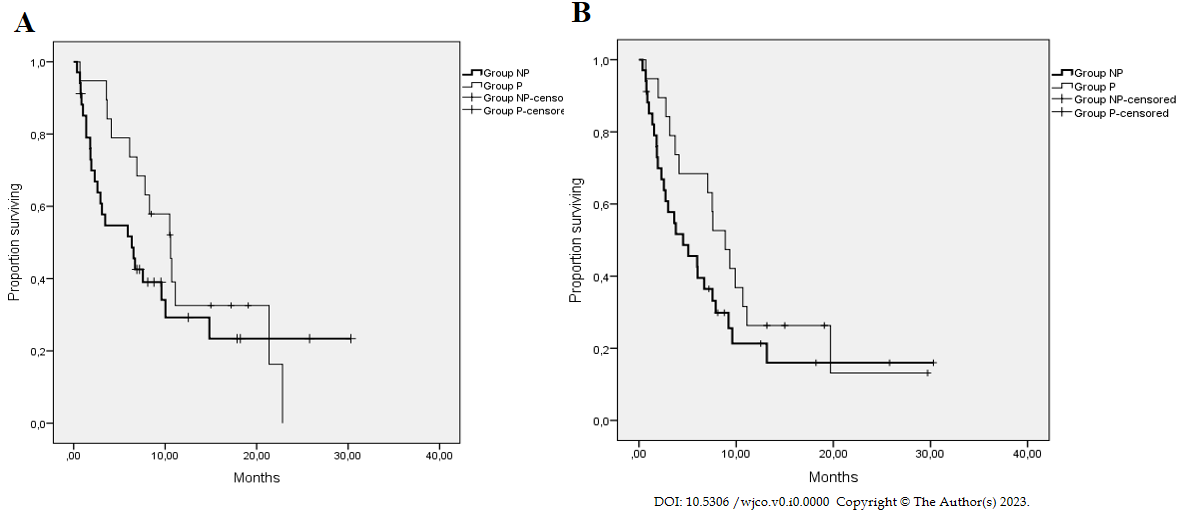 A
Group NP
Group P
Group NP-censo
Group P-censore
1,0
0,8
0,6
0,4
0,2
0,0
Proportion surviving
,00
10,00
20,00
30,00
40,00
Months
B
Group NP
Group P
Group NP-censored
Group P-censored
1,0
0,8
0,6
0,4
0,2
0,0
Proportion surviving
,00
10,00
20,00
30,00
40,00
Months
DOI: 10.5306 /wjco.v0.i0.0000 Copyright © The Author(s) 2023.